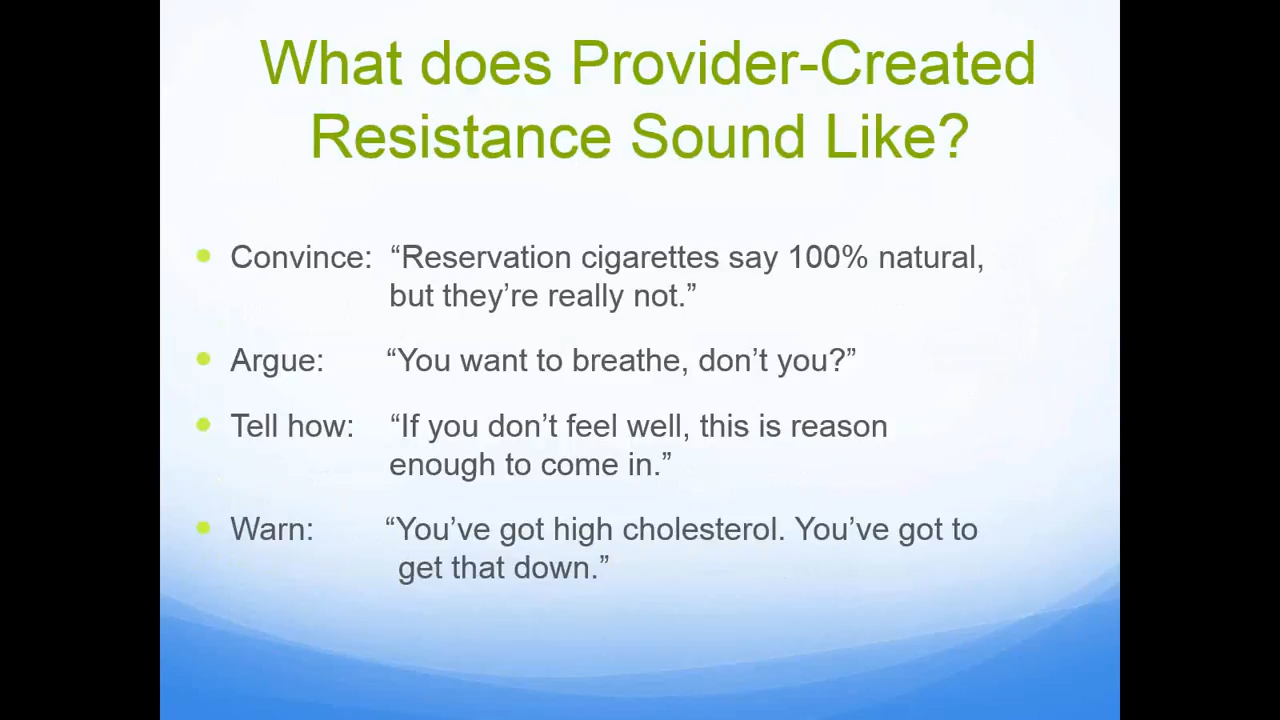 What does Provider-Created
Resistance Sound Like?
Convince: “Reservation cigarettes say 100% natural,
but they’re really not.”
Argue: “You want to breathe, don’t you?”
Tell how: “If you don’t feel well, this is reason
enough to come in.”
Warn: “You’ve got high cholesterol. You’ve got to
get that down.”